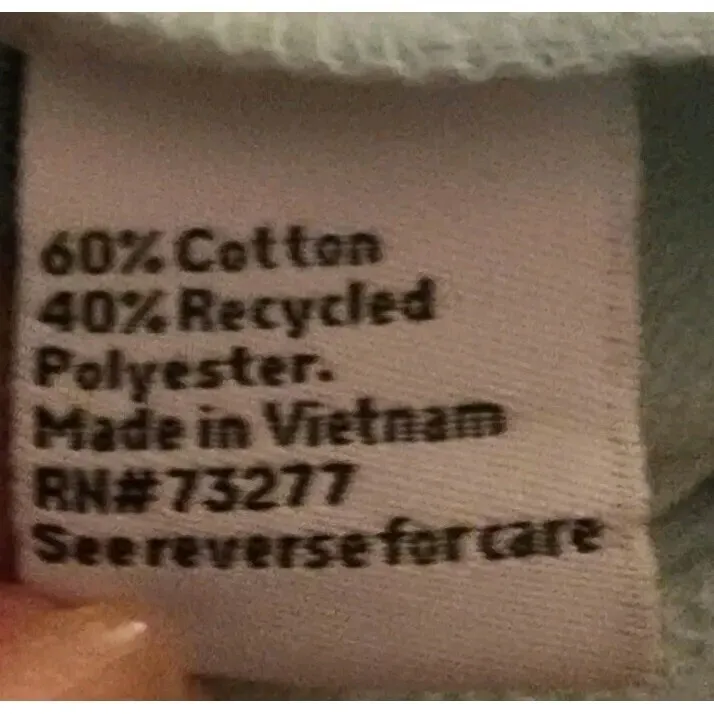 60% Cotton
40% Recycled
Polyester.
Made in Vietnam
RN# 73277
See reverse for care